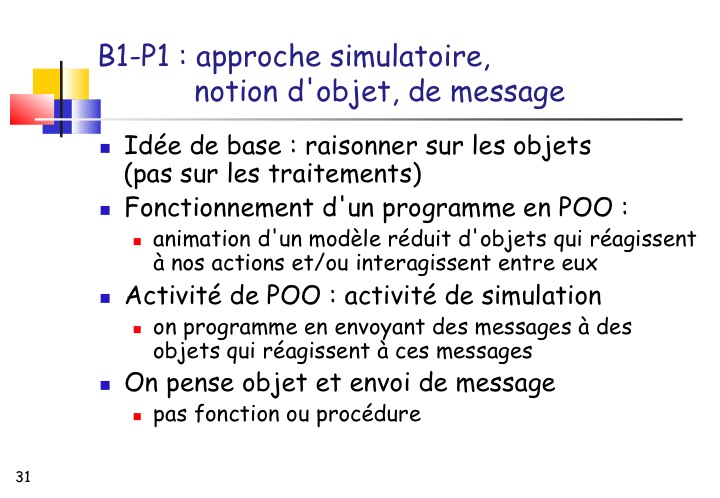 B1-P1 : approche simulatoire,
notion d'objet, de message
Idée de base : raisonner sur les objets
(pas sur les traitements)
Fonctionnement d'un programme en POO :
animation d'un modèle réduit d'objets qui réagissent
à nos actions et/ou interagissent entre eux
Activité de POO : activité de simulation
on programme en envoyant des messages à des
objets qui réagissent à ces messages
On pense objet et envoi de message
pas fonction ou procédure
31